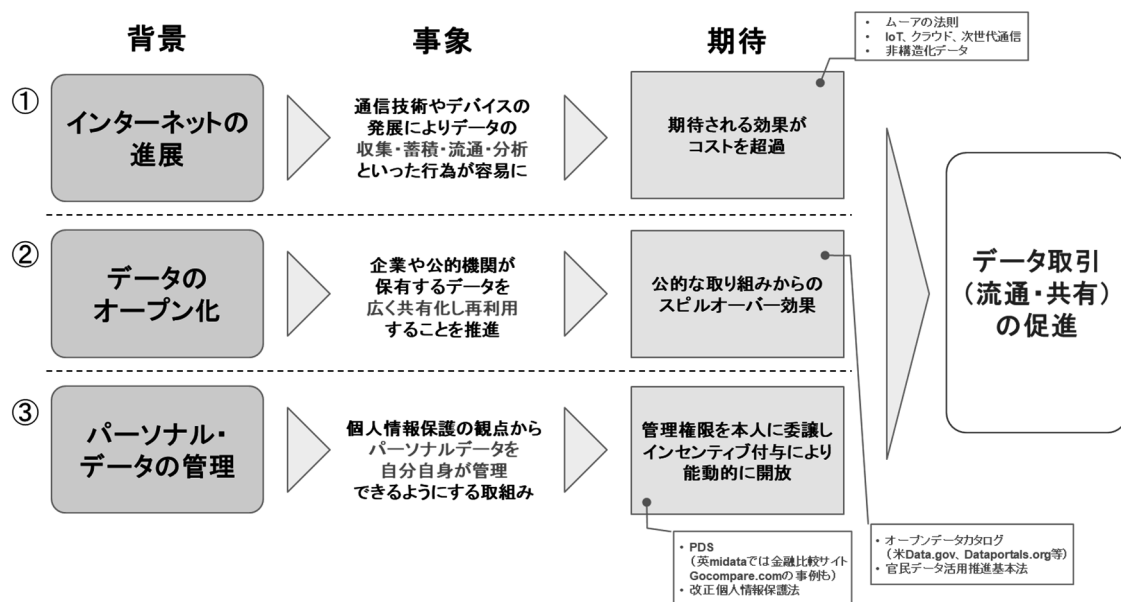 背景
事象
期待
• ムーアの法則
• IoT、クラウド、次世代通信
• 非構造化データ
①
インターネットの
進展
通信技術やデバイスの
発展によりデータの
収集・蓄積・流通・分析
といった行為が容易に
期待される効果が
コストを超過
②
データの
オープン化
企業や公的機関が
保有するデータを
広く共有化し再利用
することを推進
公的な取り組みからの
スピルオーバー効果
③
パーソナル・
データの管理
個人情報保護の観点から
パーソナルデータを
自分自身が管理
できるようにする取組み
管理権限を本人に委譲し
インセンティブ付与により
能動的に開放
データ取引
（流通・共有）
の促進
• PDS
（英midataでは金融比較サイト
Gocompare.comの事例も）
• 改正個人情報保護法
• オープンデータカタログ
（米Data.gov、Dataportals.org等）
• 官民データ活用推進基本法